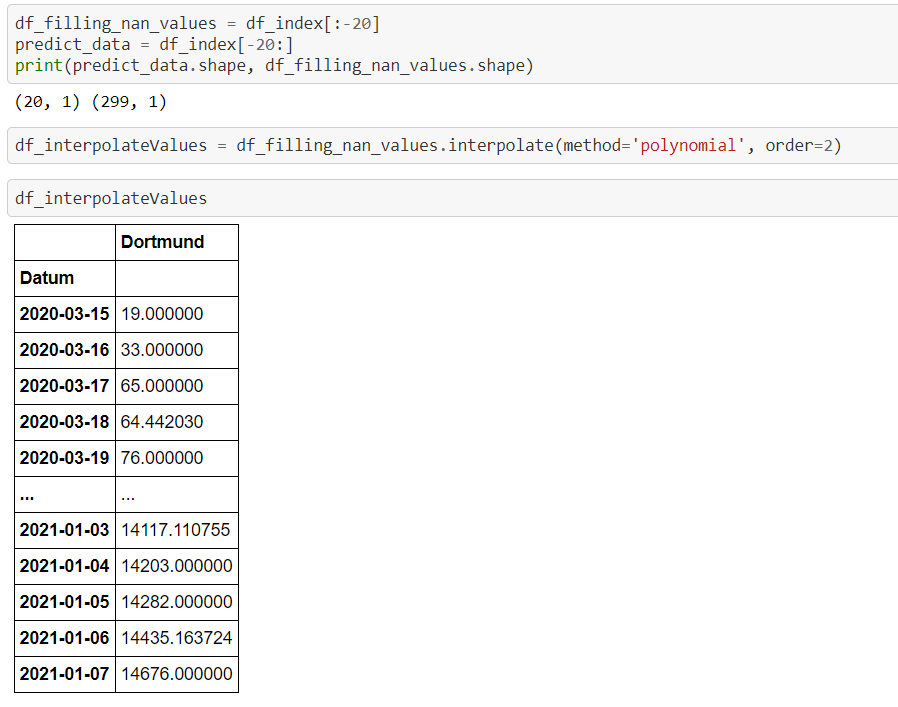 df_filling_nan_values = df_index[:-20]
predict_data = df_index[-20:]
print(predict_data.shape, df_filling_nan_values.shape)
(20, 1) (299, 1)
df_interpolateValues = df_filling_nan_values.interpolate(method='polynomial', order=2)
df_interpolateValues
Dortmund
Datum
2020-03-15 19.000000
2020-03-16 33.000000
2020-03-17 65.000000
2020-03-18 64.442030
2020-03-19 76.000000
... ...
2021-01-03 14117.110755
2021-01-04 14203.000000
2021-01-05 14282.000000
2021-01-06 14435.163724
2021-01-07 14676.000000